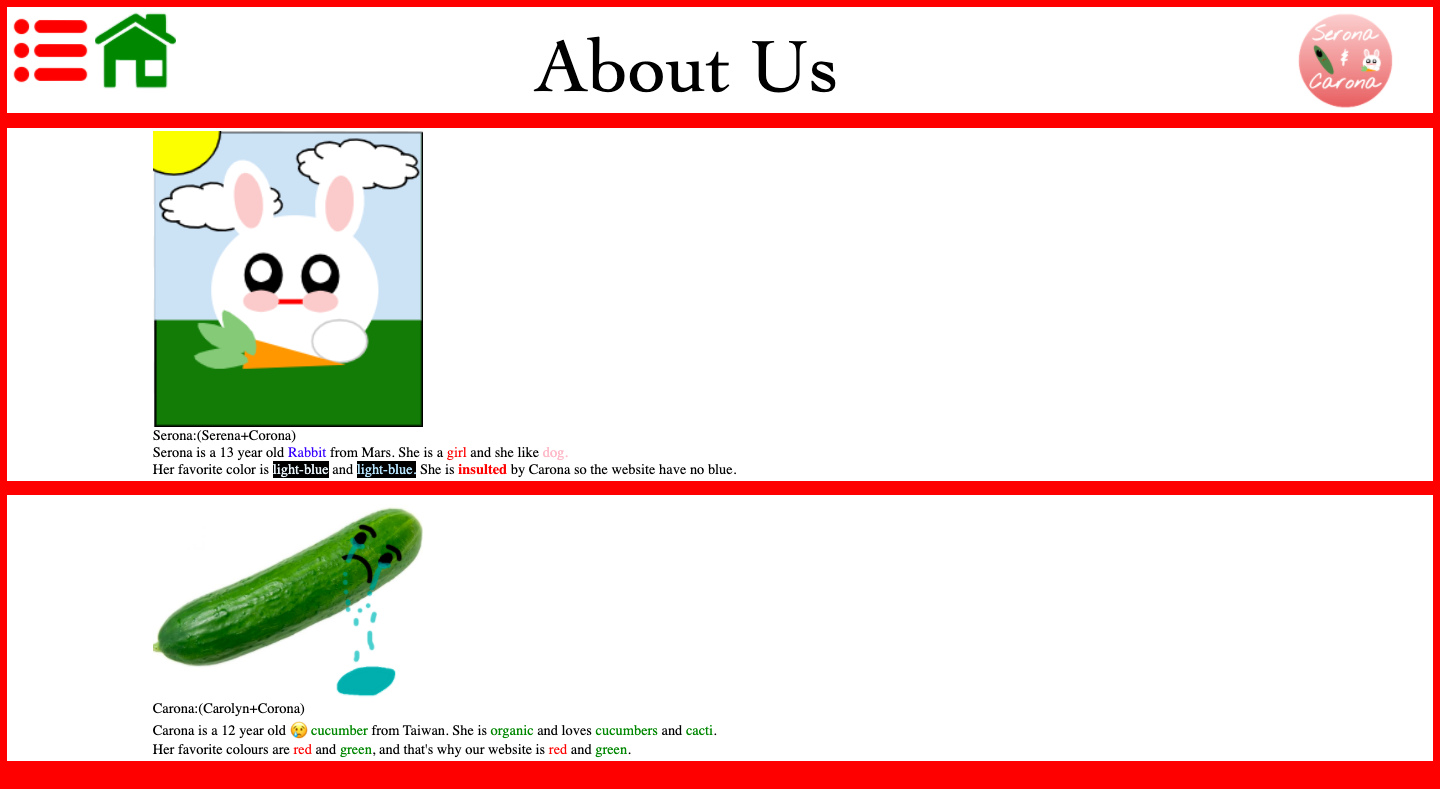 About Us
Serona
&
Carona
Serona:(Serena+Corona)
Serona is a 13 year old Rabbit from Mars. She is a girl and she like dog.
Her favorite color is light-blue and light-blue. She is insulted by Carona so the website have no blue.
Carona:(Carolyn+Corona)
Carona is a 12 year old 😢 cucumber from Taiwan. She is organic and loves cucumbers and cacti.
Her favorite colours are red and green, and that's why our website is red and green.